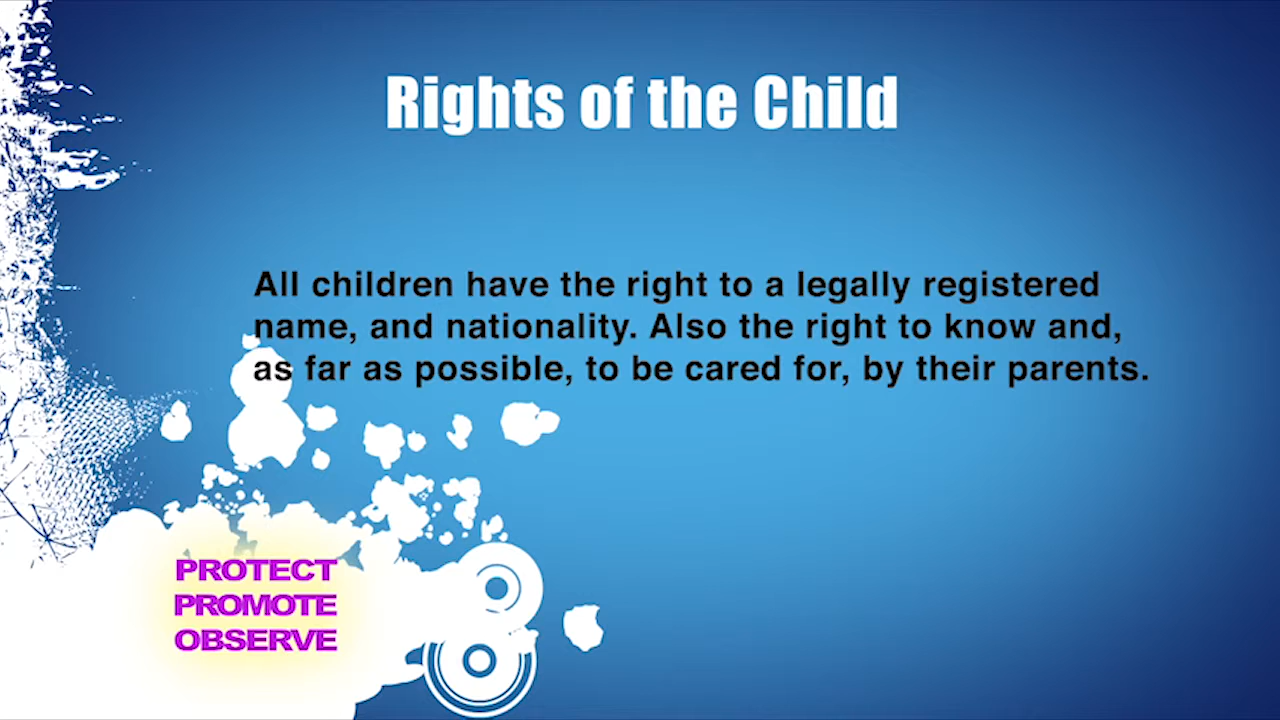 Rights of the Child
All children have the right to a legally registered
name, and nationality. Also the right to know and,
as far as possible, to be cared for, by their parents.
PROTECT
PROMOTE
OBSERVE